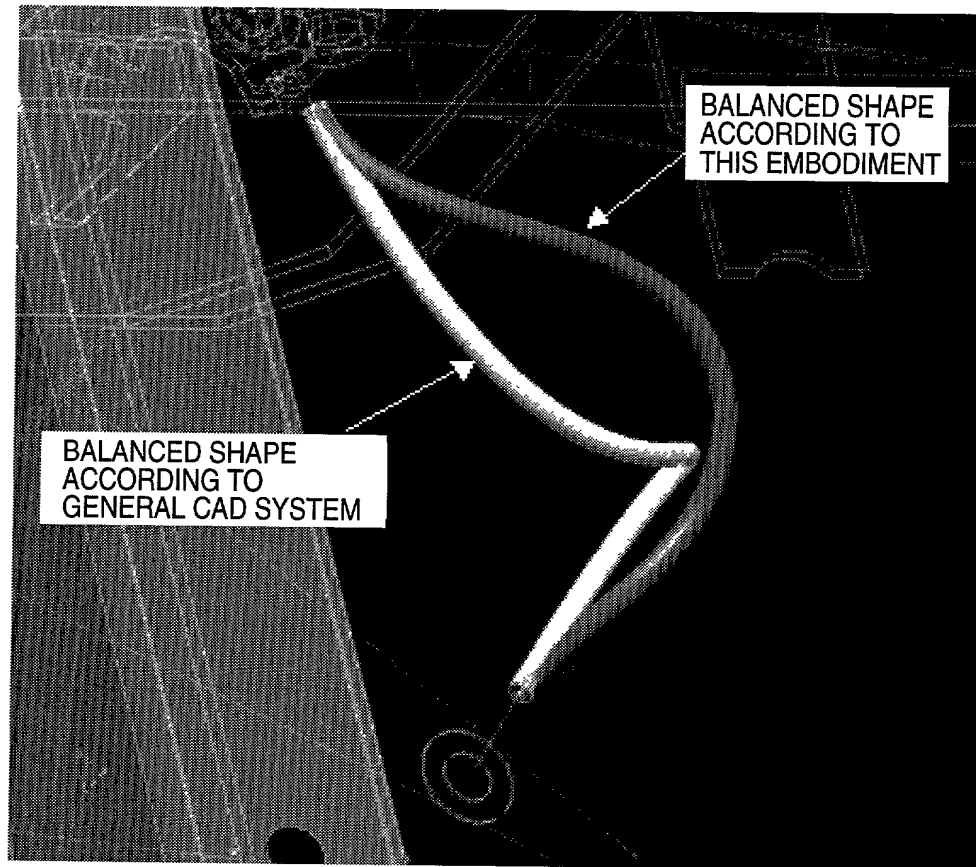 BALANCED SHAPE
ACCORDING TO
THIS EMBODIMENT
BALANCED SHAPE
ACCORDING TO
GENERAL CAD SYSTEM